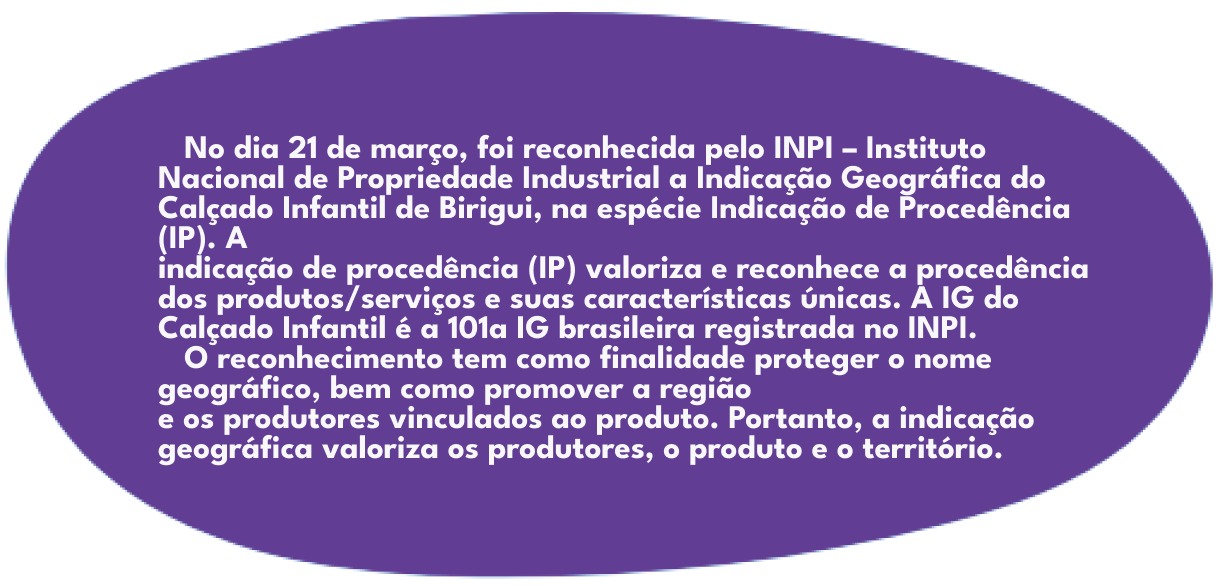 No dia 21 de março, foi reconhecida pelo INPI – Instituto
Nacional de Propriedade Industrial a Indicação Geográfica do
Calçado Infantil de Birigui, na espécie Indicação de Procedência
(IP). A
indicação de procedência (IP) valoriza e reconhece a procedência
dos produtos/serviços e suas características únicas. A IG do
Calçado Infantil é a 101a IG brasileira registrada no INPI.
O reconhecimento tem como finalidade proteger o nome
geográfico, bem como promover a região
e os produtores vinculados ao produto. Portanto, a indicação
geográfica valoriza os produtores, o produto e o território.